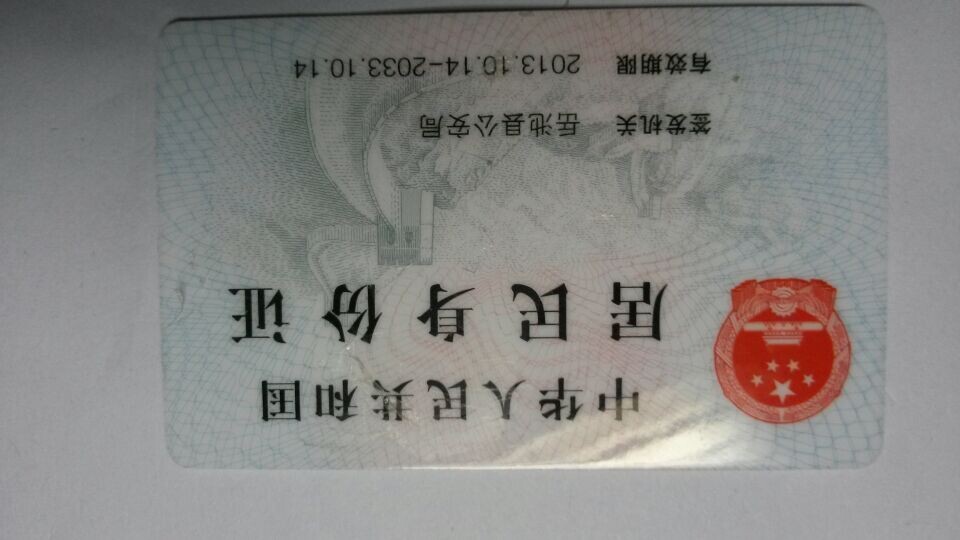 中华人民共和国
居民身份证
签发机关 岳池县公安局
有效期限 2013.10.14-2033.10.14